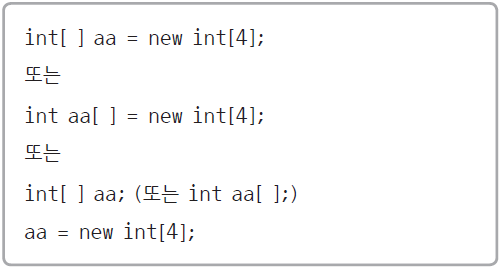 int[ ] aa = new int[4];
또는
int aa[ ] = new int[4];
또는
int[ ] aa; (또는 int aa[ ];)
aa = new int[4];